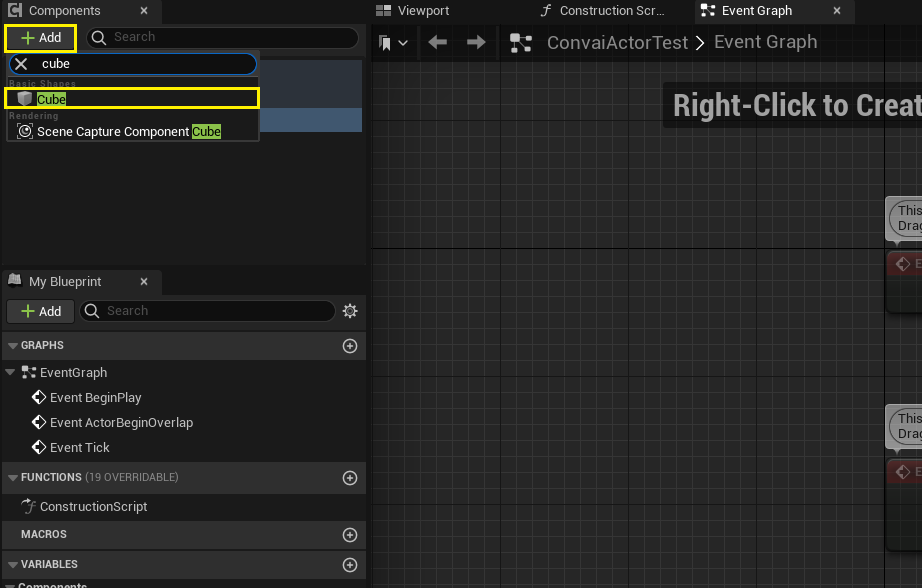 Components
Viewport
Construction Scr...
Event Graph
Add
Search
ConvaiActorTest
Event Graph
cube
Basic Shapes
Cube
Rendering
Scene Capture Component Cube
Right-Click to Creat
This
Drag
E
My Blueprint
Add
Search
GRAPHS
EventGraph
Event BeginPlay
Event ActorBeginOverlap
Event Tick
This
Drag
E
FUNCTIONS (19 OVERRIDABLE)
ConstructionScript
MACROS
VARIABLES
Components